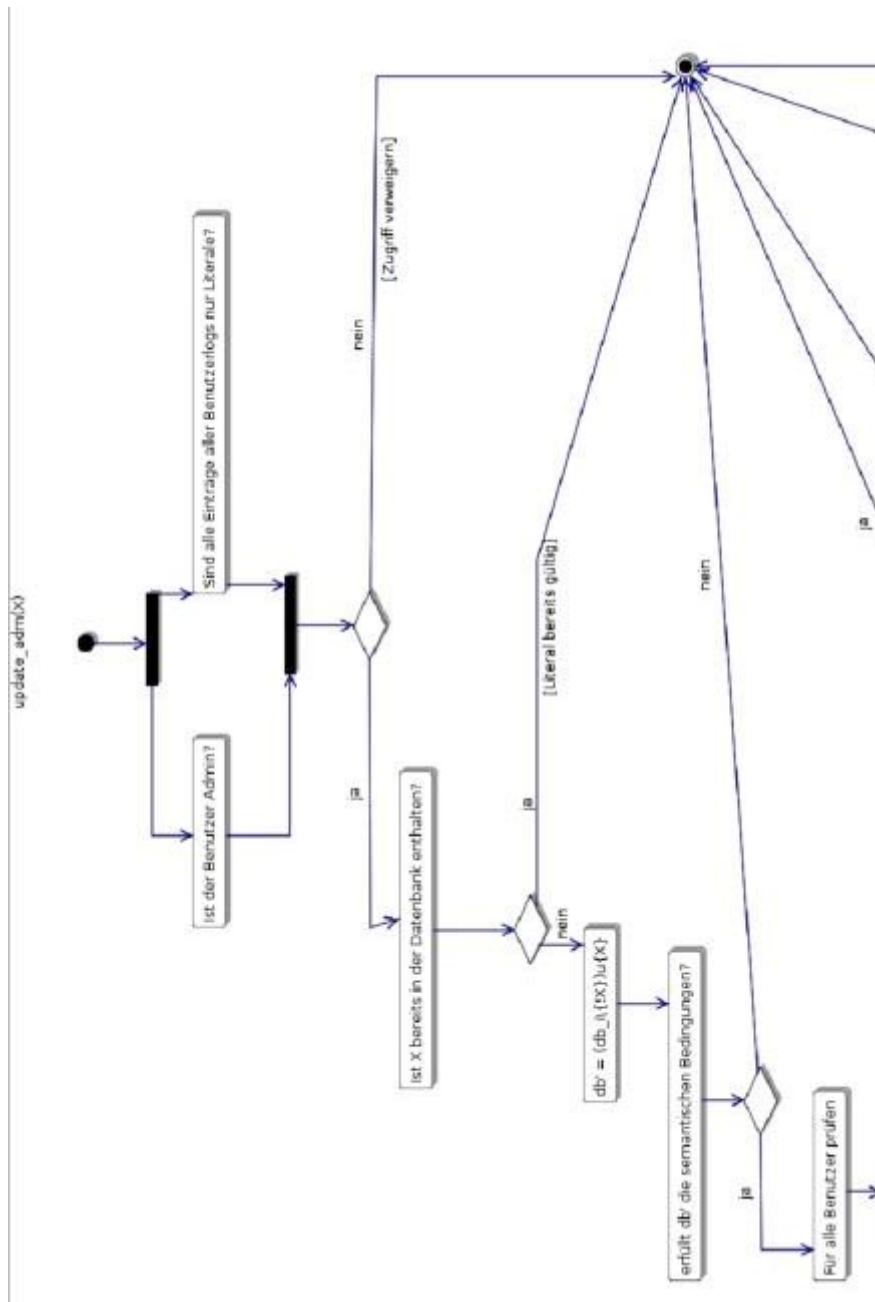 update_adm(X)
Ist der Benutzer Admin?
Sind alle Einträge aller Benutzerlogs nur Literale?
ja
nein
[Zugriff verweigern]
Ist X bereits in der Datenbank enthalten?
ja
[Literal bereits gültig]
nein
db' = (db_i\{!X})u{X}
erfüllt db' die semantischen Bedingungen?
nein
ja
ja
Für alle Benutzer prüfen